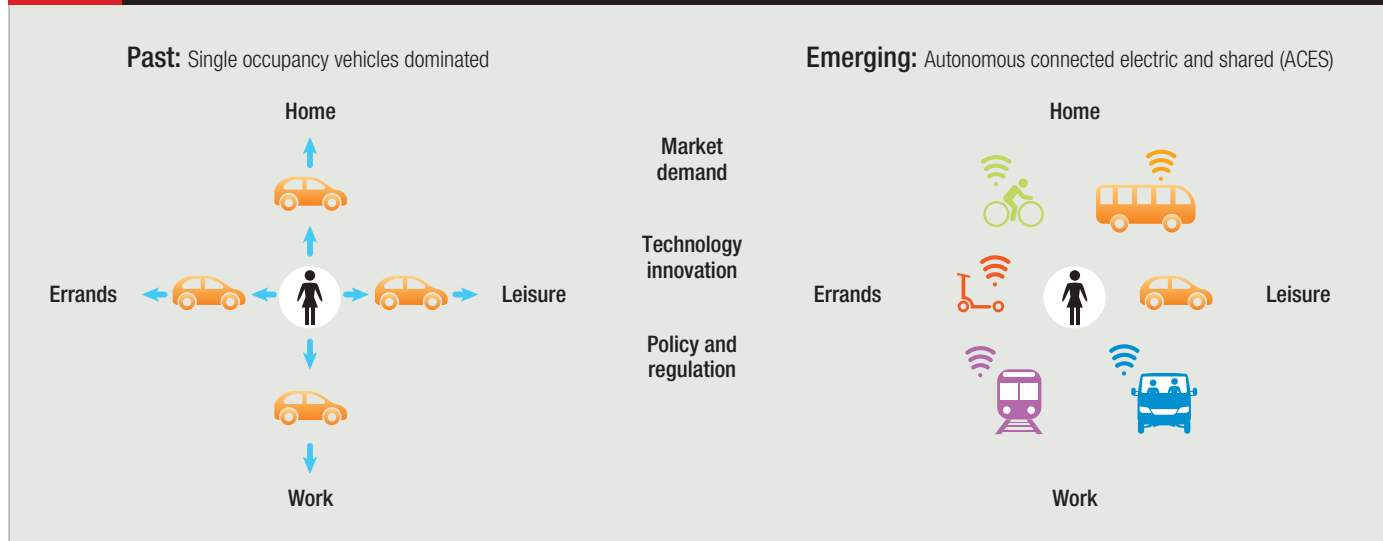 Past: Single occupancy vehicles dominated
Home
Errands
Leisure
Work
Market
demand
Technology
innovation
Policy and
regulation
Emerging: Autonomous connected electric and shared (ACES)
Home
Errands
Leisure
Work